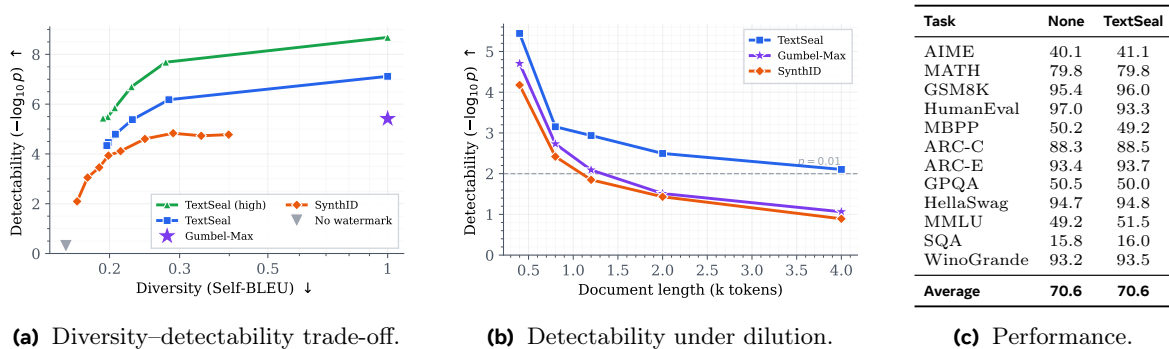 Detectability (−log₁₀ p) ↑
8
6
4
2
0
TextSeal (high)
TextSeal
Gumbel-Max
SynthID
No watermark
0.2 0.3 0.5 1
Diversity (Self-BLEU) ↓
(a) Diversity–detectability trade-off.
Detectability (−log₁₀ p) ↑
5
4
3
2
1
0
TextSeal
Gumbel-Max
SynthID
p = 0.01
0.5 1.0 1.5 2.0 2.5 3.0 3.5 4.0
Document length (k tokens)
(b) Detectability under dilution.
Task None TextSeal
AIME 40.1 41.1
MATH 79.8 79.8
GSM8K 95.4 96.0
HumanEval 97.0 93.3
MBPP 50.2 49.2
ARC-C 88.3 88.5
ARC-E 93.4 93.7
GPQA 50.5 50.0
HellaSwag 94.7 94.8
MMLU 49.2 51.5
SQA 15.8 16.0
WinoGrande 93.2 93.5
Average 70.6 70.6
(c) Performance.